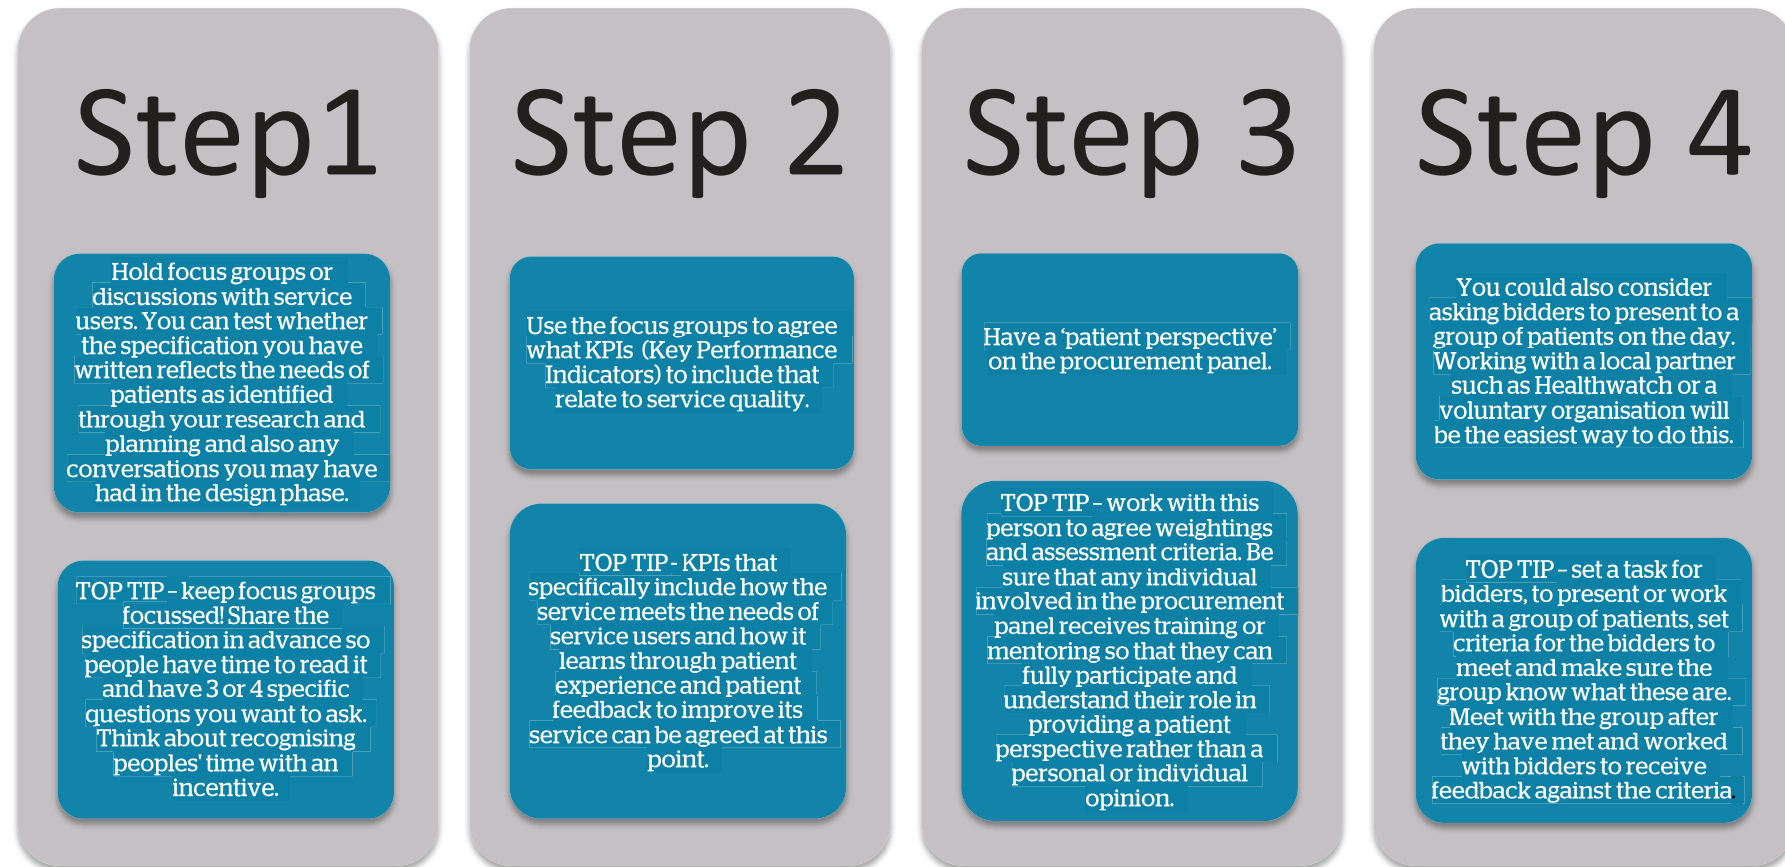 Step1
Hold focus groups or
discussions with service
users. You can test whether
the specification you have
written reflects the needs of
patients as identified
through your research and
planning and also any
conversations you may have
had in the design phase.
TOP TIP – keep focus groups
focussed! Share the
specification in advance so
people have time to read it
and have 3 or 4 specific
questions you want to ask.
Think about recognising
peoples' time with an
incentive.
Step 2
Use the focus groups to agree
what KPIs (Key Performance
Indicators) to include that
relate to service quality.
TOP TIP - KPIs that
specifically include how the
service meets the needs of
service users and how it
learns through patient
experience and patient
feedback to improve its
service can be agreed at this
point.
Step 3
Have a ‘patient perspective’
on the procurement panel.
TOP TIP – work with this
person to agree weightings
and assessment criteria. Be
sure that any individual
involved in the procurement
panel receives training or
mentoring so that they can
fully participate and
understand their role in
providing a patient
perspective rather than a
personal or individual
opinion.
Step 4
You could also consider
asking bidders to present to a
group of patients on the day.
Working with a local partner
such as Healthwatch or a
voluntary organisation will
be the easiest way to do this.
TOP TIP – set a task for
bidders, to present or work
with a group of patients, set
criteria for the bidders to
meet and make sure the
group know what these are.
Meet with the group after
they have met and worked
with bidders to receive
feedback against the criteria.